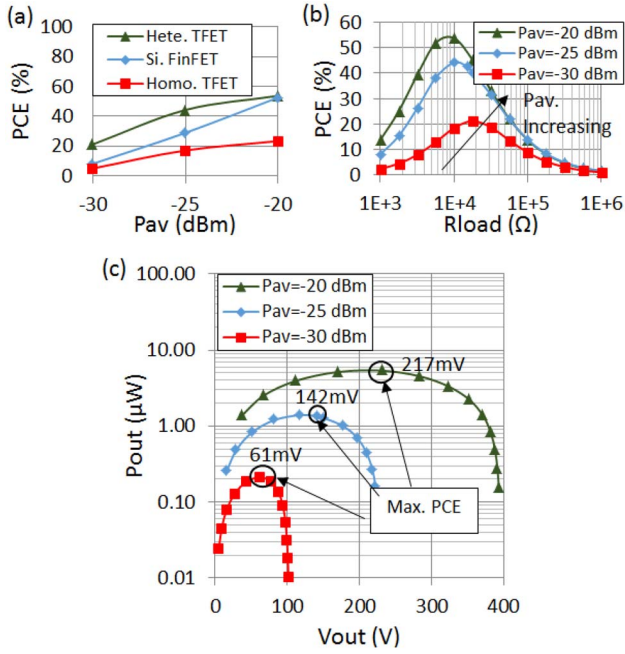 (a)
PCE (%)
100
80
60
40
20
0
Hete. TFET
Si. FinFET
Homo. TFET
-30
-25
-20
Pav (dBm)
(b)
PCE (%)
60
50
40
30
20
10
0
Pav=-20 dBm
Pav=-25 dBm
Pav=-30 dBm
Pav.
Increasing
1E+3
1E+4
1E+5
1E+6
Rload (Ω)
(c)
Pout (µW)
100.00
10.00
1.00
0.10
0.01
Pav=-20 dBm
Pav=-25 dBm
Pav=-30 dBm
217mV
142mV
61mV
Max. PCE
0
100
200
300
400
Vout (V)